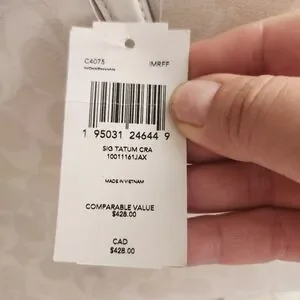 C4075 IMRFF
1 95031 24644 9
SIG TATUM CRA
10011161JAX
MADE IN VIETNAM
COMPARABLE VALUE
$428.00
CAD
$428.00